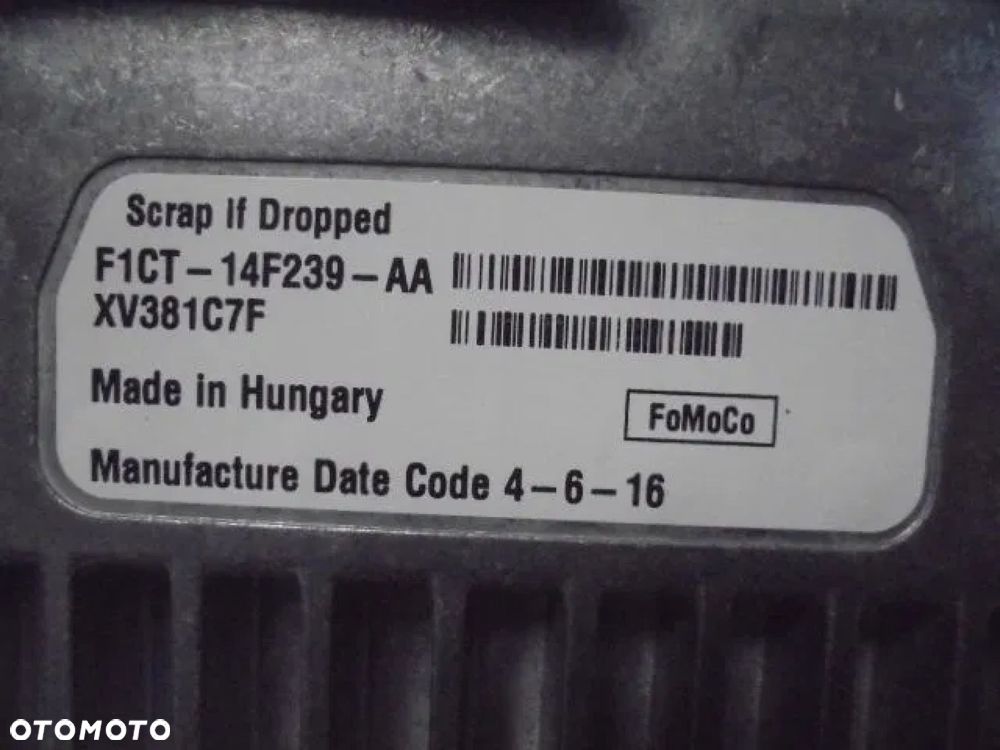 Scrap If Dropped
F1CT-14F239-AA
XV381C7F
Made in Hungary
FoMoCo
Manufacture Date Code 4-6-16
OTOMOTO